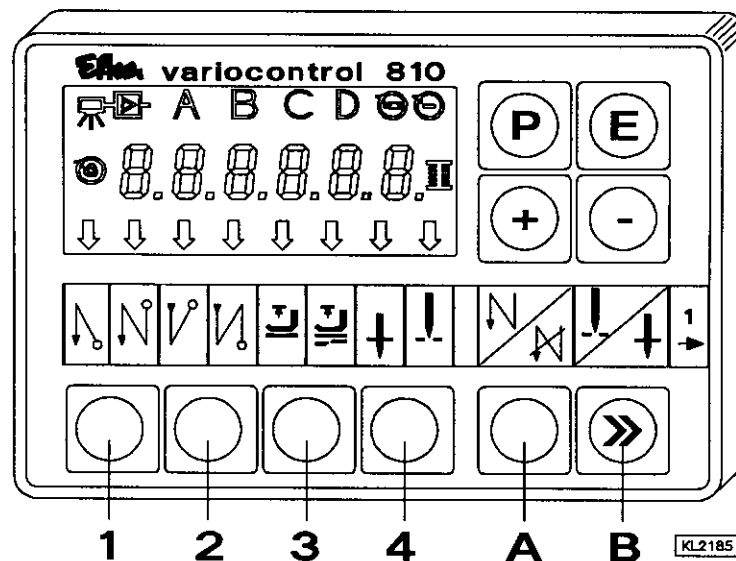 Efka variocontrol 810
A B C D
8.8.8.8.8.8.
P E
+ -
1
1 2 3 4 A B
KL2185